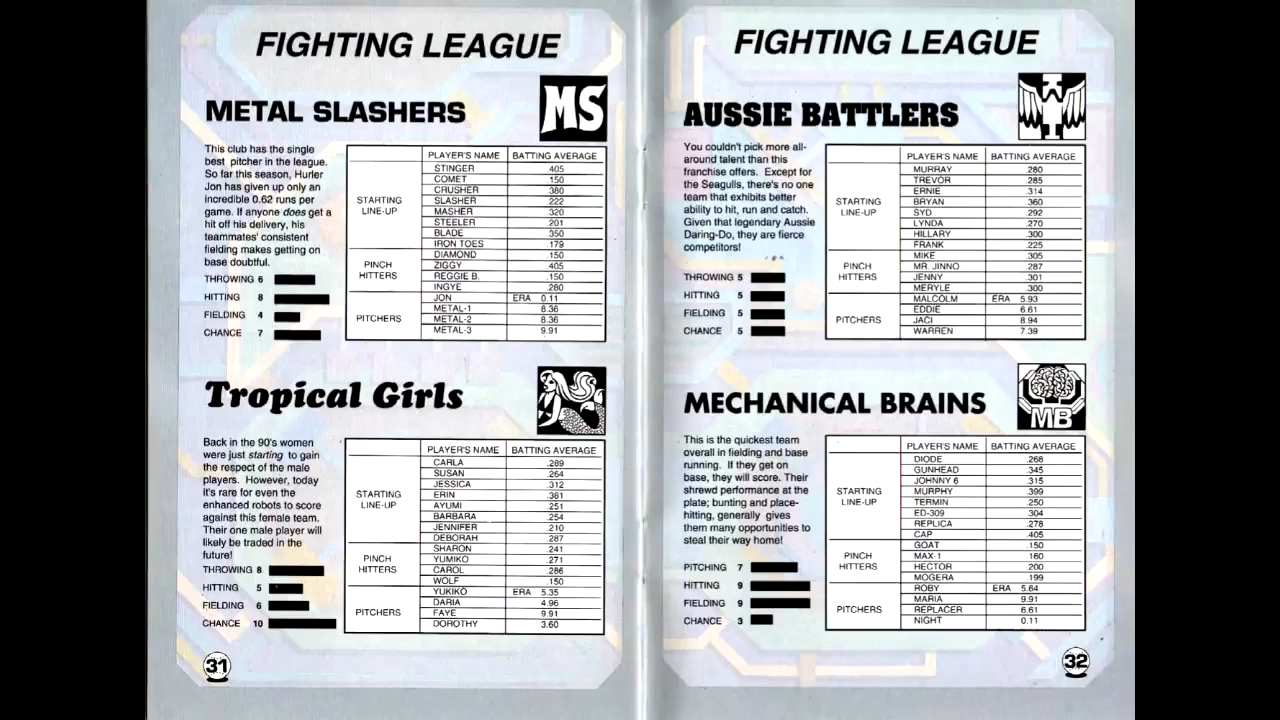 FIGHTING LEAGUE
METAL SLASHERS
MS
This club has the single
best pitcher in the league.
So far this season, Hurler
Jon has given up only an
incredible 0.62 runs per
game. If anyone does get a
hit off his delivery, his
teammates' consistent
fielding makes getting on
base doubtful.
THROWING 6
HITTING 8
FIELDING 4
CHANCE 7
PLAYER'S NAME BATTING AVERAGE
STARTING
LINE-UP
STINGER .405
COMET .150
CRUSHER .380
SLASHER .222
MASHER .320
STEELER .201
BLADE .350
IRON TOES .179
PINCH
HITTERS
DIAMOND .150
ZIGGY .405
REGGIE B. .150
INGYE .280
PITCHERS
JON ERA 0.11
METAL-1 8.36
METAL-2 8.36
METAL-3 9.91
Tropical Girls
Back in the 90's women
were just starting to gain
the respect of the male
players. However, today
it's rare for even the
enhanced robots to score
against this female team.
Their one male player will
likely be traded in the
future!
THROWING 8
HITTING 5
FIELDING 6
CHANCE 10
PLAYER'S NAME BATTING AVERAGE
STARTING
LINE-UP
CARLA .289
SUSAN .264
JESSICA .312
ERIN .381
AYUMI .251
BARBARA .254
JENNIFER .210
DEBORAH .287
PINCH
HITTERS
SHARON .241
YUMIKO .271
CAROL .286
WOLF .150
PITCHERS
YUKIKO ERA 5.35
DARIA 4.96
FAYE 9.91
DOROTHY 3.60
31
FIGHTING LEAGUE
AUSSIE BATTLERS
You couldn't pick more all-
around talent than this
franchise offers. Except for
the Seagulls, there's no one
team that exhibits better
ability to hit, run and catch.
Given that legendary Aussie
Daring-Do, they are fierce
competitors!
THROWING 5
HITTING 5
FIELDING 5
CHANCE 5
PLAYER'S NAME BATTING AVERAGE
STARTING
LINE-UP
MURRAY .280
TREVOR .285
ERNIE .314
BRYAN .360
SYD .292
LYNDA .270
HILLARY .300
FRANK .225
PINCH
HITTERS
MIKE .305
MR. JINNO .287
JENNY .301
MERYLE .300
PITCHERS
MALCOLM ERA 5.93
EDDIE 6.61
JACI 8.94
WARREN 7.39
MECHANICAL BRAINS
MB
This is the quickest team
overall in fielding and base
running. If they get on
base, they will score. Their
shrewd performance at the
plate; bunting and place-
hitting, generally gives
them many opportunities to
steal their way home!
PITCHING 7
HITTING 9
FIELDING 9
CHANCE 3
PLAYER'S NAME BATTING AVERAGE
STARTING
LINE-UP
DIODE .268
GUNHEAD .345
JOHNNY 6 .315
MURPHY .399
TERMIN .250
ED-309 .304
REPLICA .278
CAP .405
PINCH
HITTERS
GOAT .150
MAX-1 .160
HECTOR .200
MOGERA .199
PITCHERS
ROBY ERA 5.64
MARIA 9.91
REPLACER 6.61
NIGHT 0.11
32